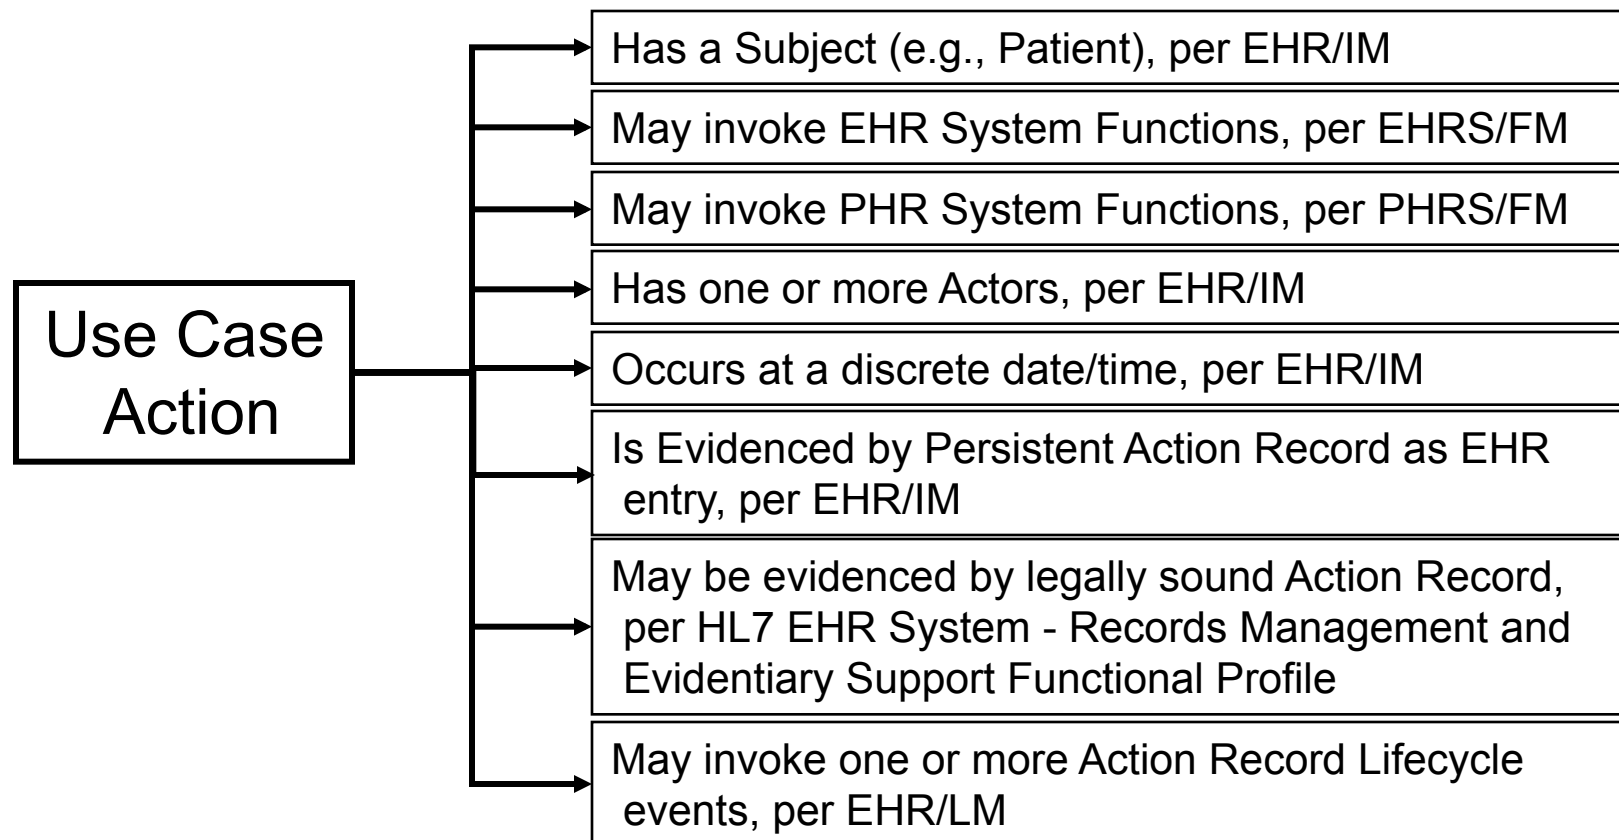 Has a Subject (e.g., Patient), per EHR/IM
May invoke EHR System Functions, per EHRS/FM
May invoke PHR System Functions, per PHRS/FM
Has one or more Actors, per EHR/IM
Use Case
Action
Occurs at a discrete date/time, per EHR/IM
Is Evidenced by Persistent Action Record as EHR
entry, per EHR/IM
May be evidenced by legally sound Action Record,
per HL7 EHR System - Records Management and
Evidentiary Support Functional Profile
May invoke one or more Action Record Lifecycle
events, per EHR/LM